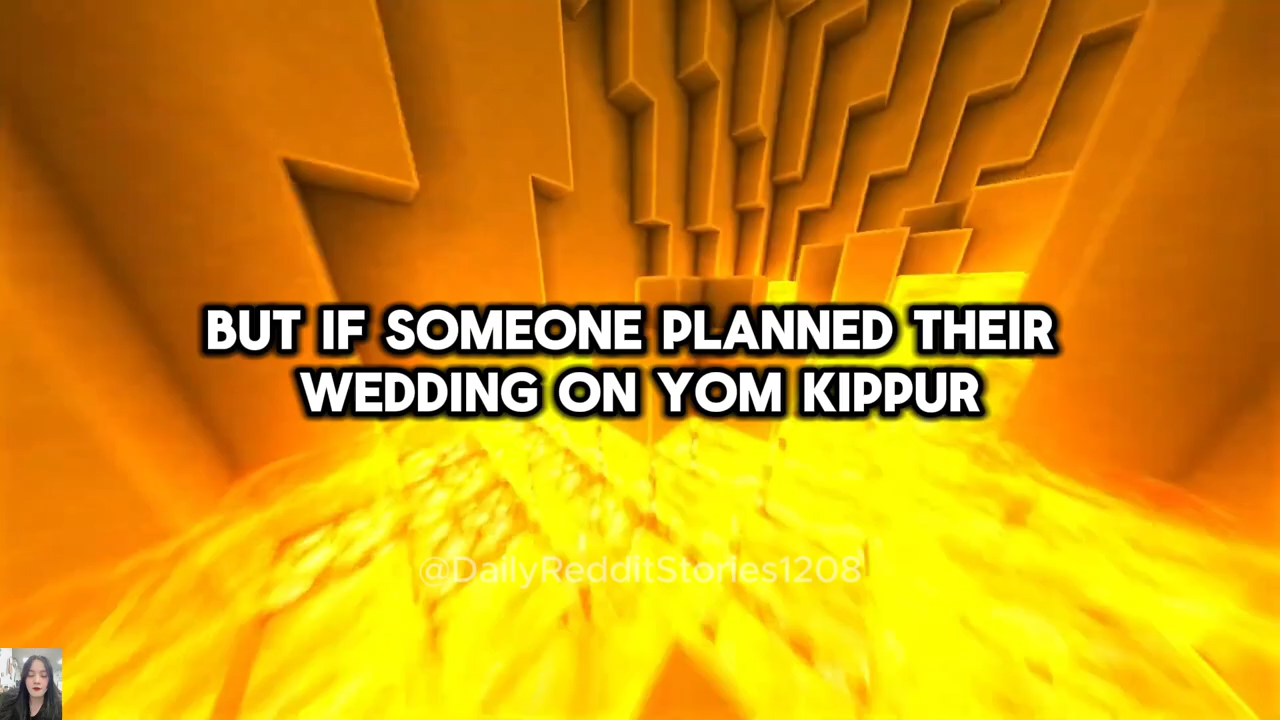 BUT IF SOMEONE PLANNED THEIR
WEDDING ON YOM KIPPUR
@DailyRedditStories1208